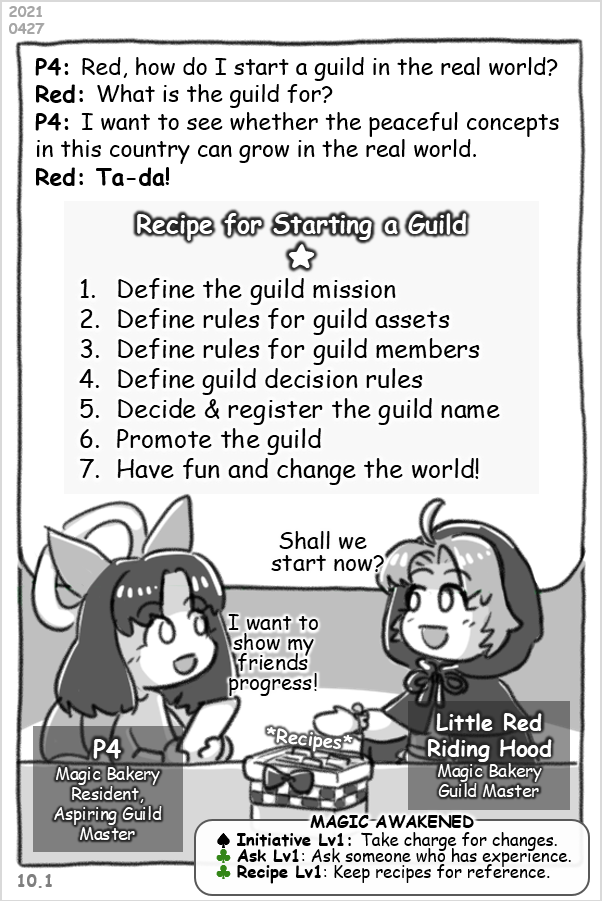 2021
0427
P4: Red, how do I start a guild in the real world?
Red: What is the guild for?
P4: I want to see whether the peaceful concepts
in this country can grow in the real world.
Red: Ta-da!
Recipe for Starting a Guild
1. Define the guild mission
2. Define rules for guild assets
3. Define rules for guild members
4. Define guild decision rules
5. Decide & register the guild name
6. Promote the guild
7. Have fun and change the world!
Shall we
start now?
I want to
show my
friends
progress!
*Recipes*
P4
Magic Bakery
Resident,
Aspiring Guild
Master
Little Red
Riding Hood
Magic Bakery
Guild Master
MAGIC AWAKENED
♠ Initiative Lv1: Take charge for changes.
♣ Ask Lv1: Ask someone who has experience.
♣ Recipe Lv1: Keep recipes for reference.
10.1